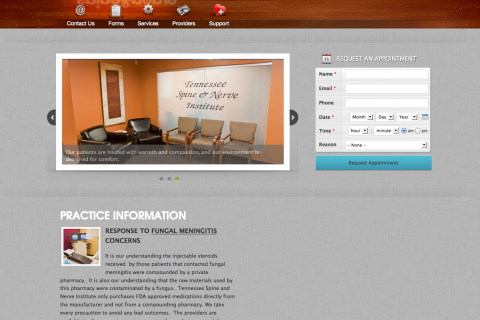 Contact Us Forms Services Providers Support
REQUEST AN APPOINTMENT
Name *
Email *
Phone
Date * Month Day Year
Time * hour minute am pm
Reason - None -
Request Appointment
Tennessee
Spine & Nerve
Institute
Our patients are treated with warmth and compassion, and our environment is
designed for comfort.
PRACTICE INFORMATION
RESPONSE TO FUNGAL MENINGITIS
CONCERNS
It is our understanding the injectable steroids
received by those patients that contacted fungal
meningitis were compounded by a private
pharmacy. It is also our understanding that the raw materials used by
this pharmacy were contaminated by a fungus. Tennessee Spine and
Nerve Institute only purchases FDA approved medications directly from
the manufacturer and not from a compounding pharmacy. We take
every precaution to avoid any bad outcomes. The providers are